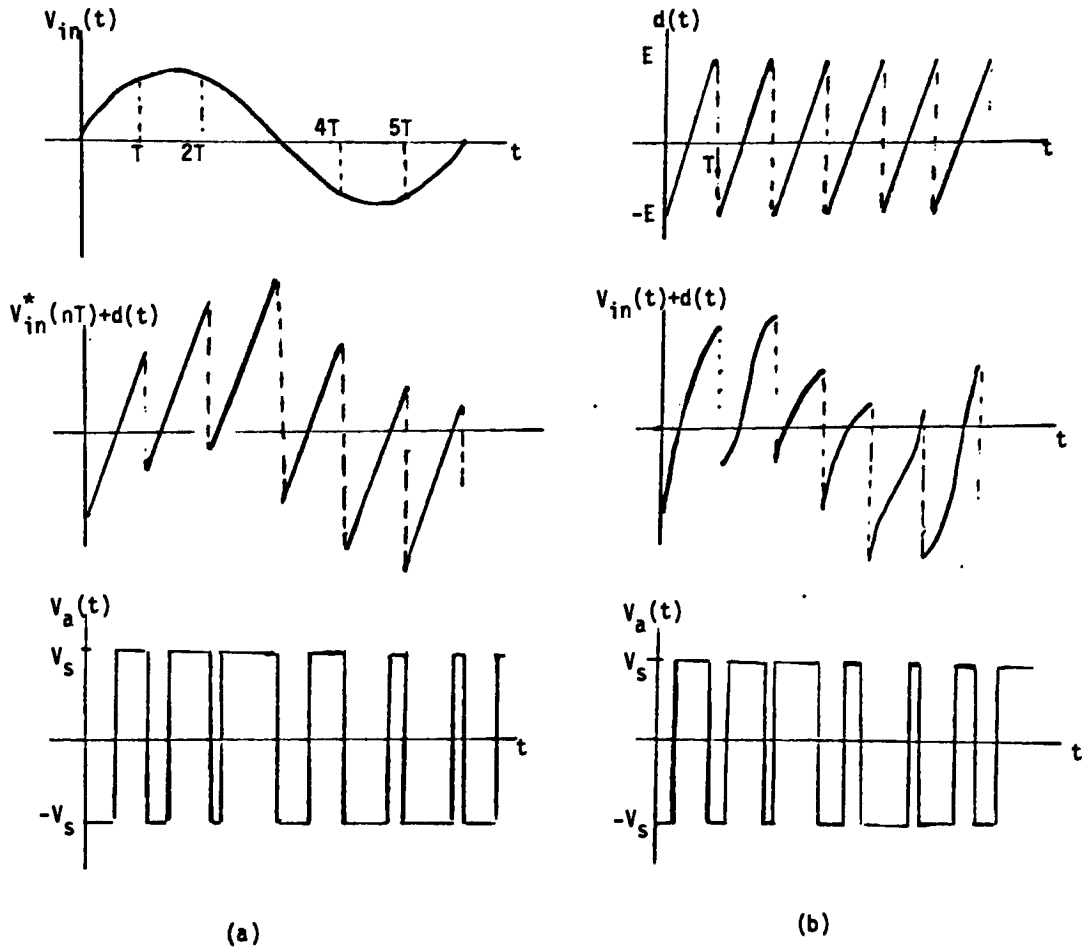 V_in(t)
T
2T
4T
5T
t
d(t)
E
T
-E
t
V*_in(nT)+d(t)
V_in(t)+d(t)
t
V_a(t)
V_s
-V_s
t
V_a(t)
V_s
-V_s
t
(a)
(b)